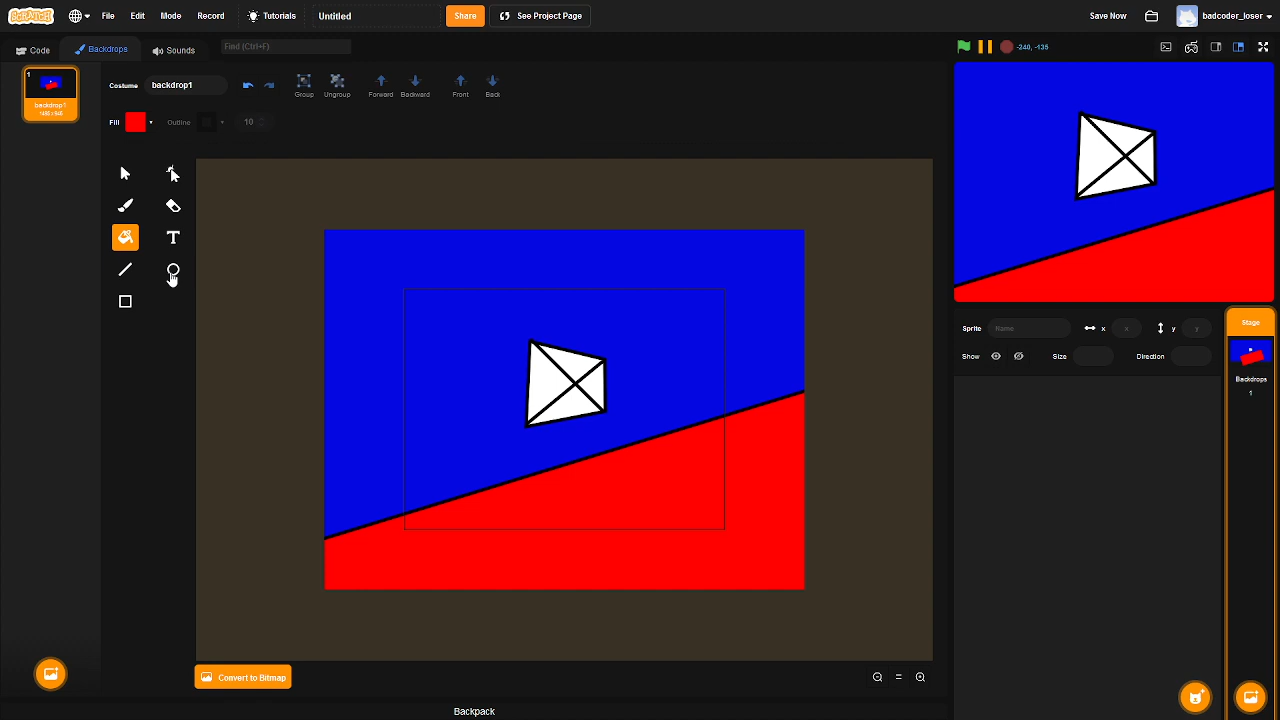 SCRATCH File Edit Mode Record Tutorials Untitled Share See Project Page Save Now badcoder_loser
Code Backdrops Sounds Find (Ctrl+F) -240, -135
1
backdrop1
Costume backdrop1 Group Ungroup Forward Backward Front Back
Fill Outline 10
T
Sprite Name x x y y Stage
Show Size Direction
Backdrops
1
Convert to Bitmap
Backpack